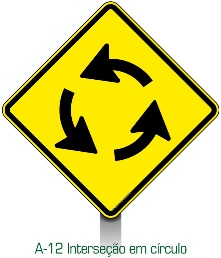 A-12 Interseção em círculo